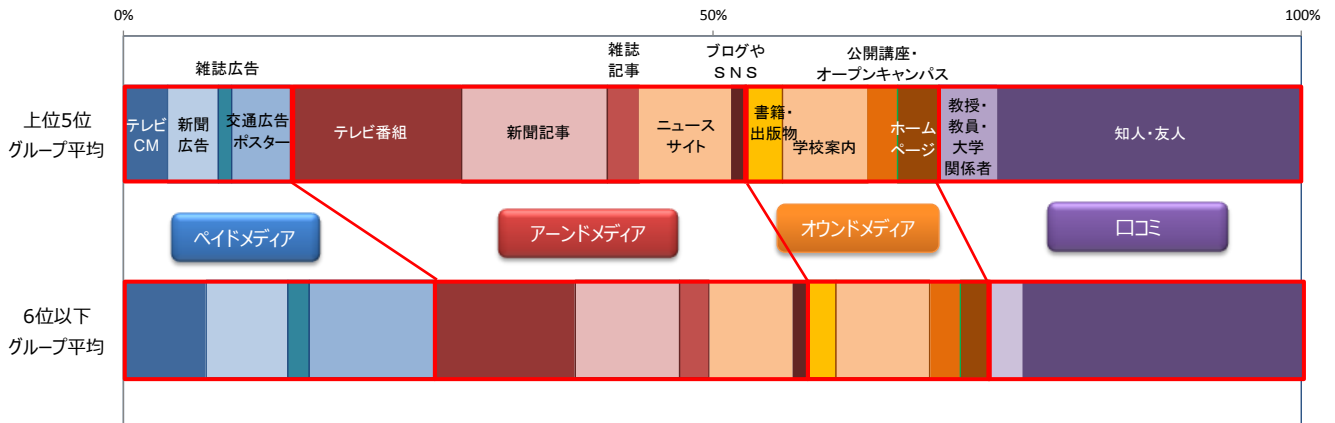 0%
50%
100%
雑誌広告
雑誌
記事
ブログや
ＳＮＳ
公開講座・
オープンキャンパス
上位5位
グループ平均
テレビ
CM
新聞
広告
交通広告
ポスター
テレビ番組
新聞記事
ニュース
サイト
書籍・
出版物
学校案内
ホーム
ページ
教授・
教員・
大学
関係者
知人・友人
ペイドメディア
アーンドメディア
オウンドメディア
口コミ
6位以下
グループ平均